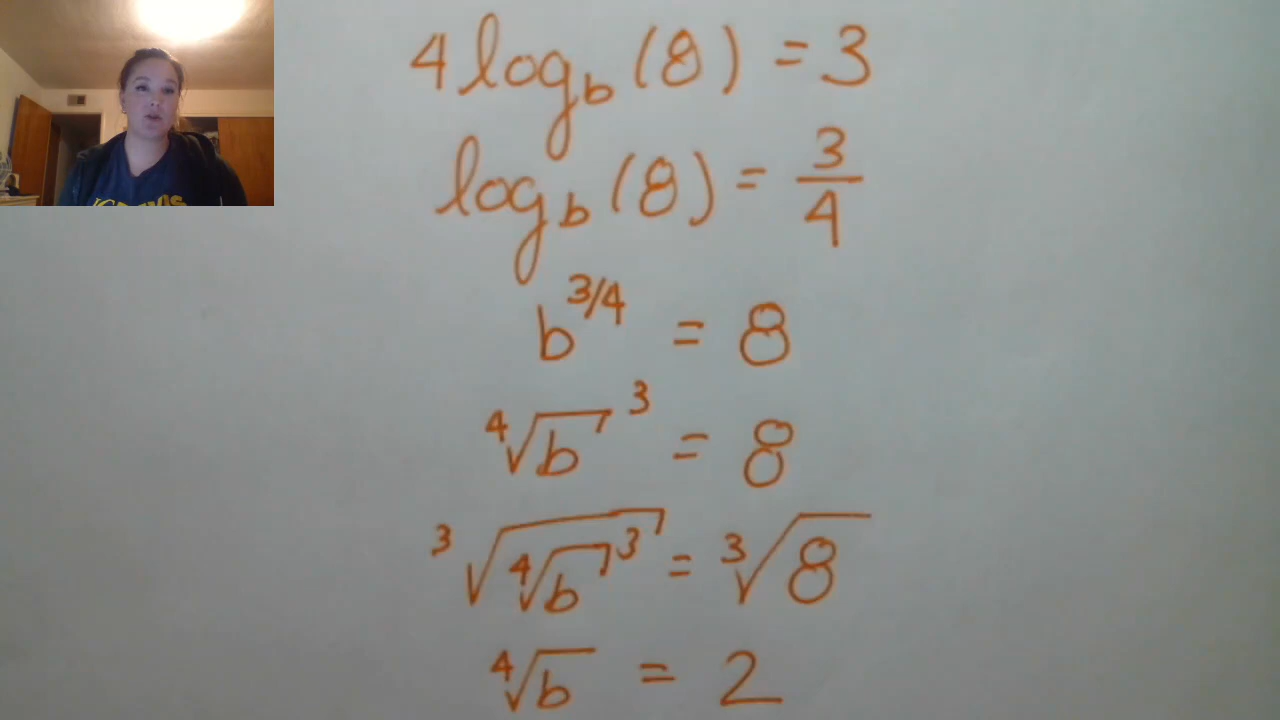 4 log_b (8) = 3
log_b (8) = 3/4
b^3/4 = 8
⁴√b ³ = 8
³√(⁴√b ³) = ³√8
⁴√b = 2